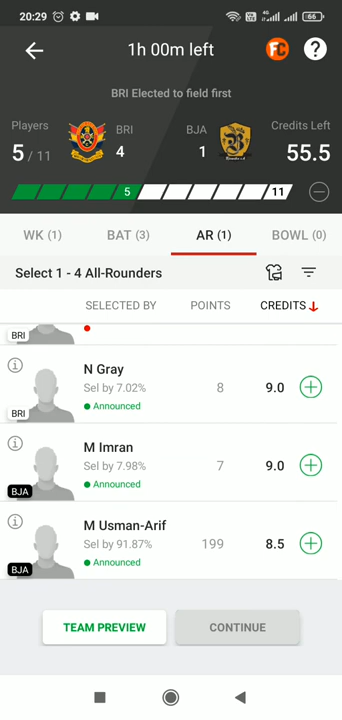 20:29 4G 66
1h 00m left FC ?
BRI Elected to field first
Players BRI BJA Credits Left
5 / 11 4 1 55.5
5 11
WK (1) BAT (3) AR (1) BOWL (0)
Select 1 - 4 All-Rounders
SELECTED BY POINTS CREDITS
BRI
N Gray
Sel by 7.02% 8 9.0
Announced
BRI
M Imran
Sel by 7.98% 7 9.0
Announced
BJA
M Usman-Arif
Sel by 91.87% 199 8.5
Announced
BJA
TEAM PREVIEW CONTINUE